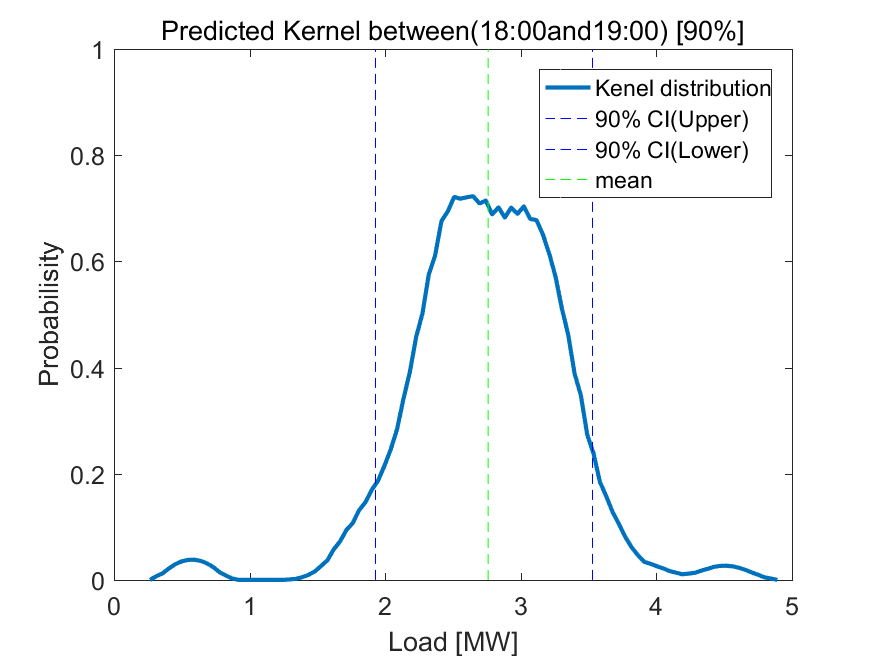 Predicted Kernel between(18:00and19:00) [90%]
Kenel distribution
90% CI(Upper)
90% CI(Lower)
mean
Probabilisity
1
0.8
0.6
0.4
0.2
0
0 1 2 3 4 5
Load [MW]